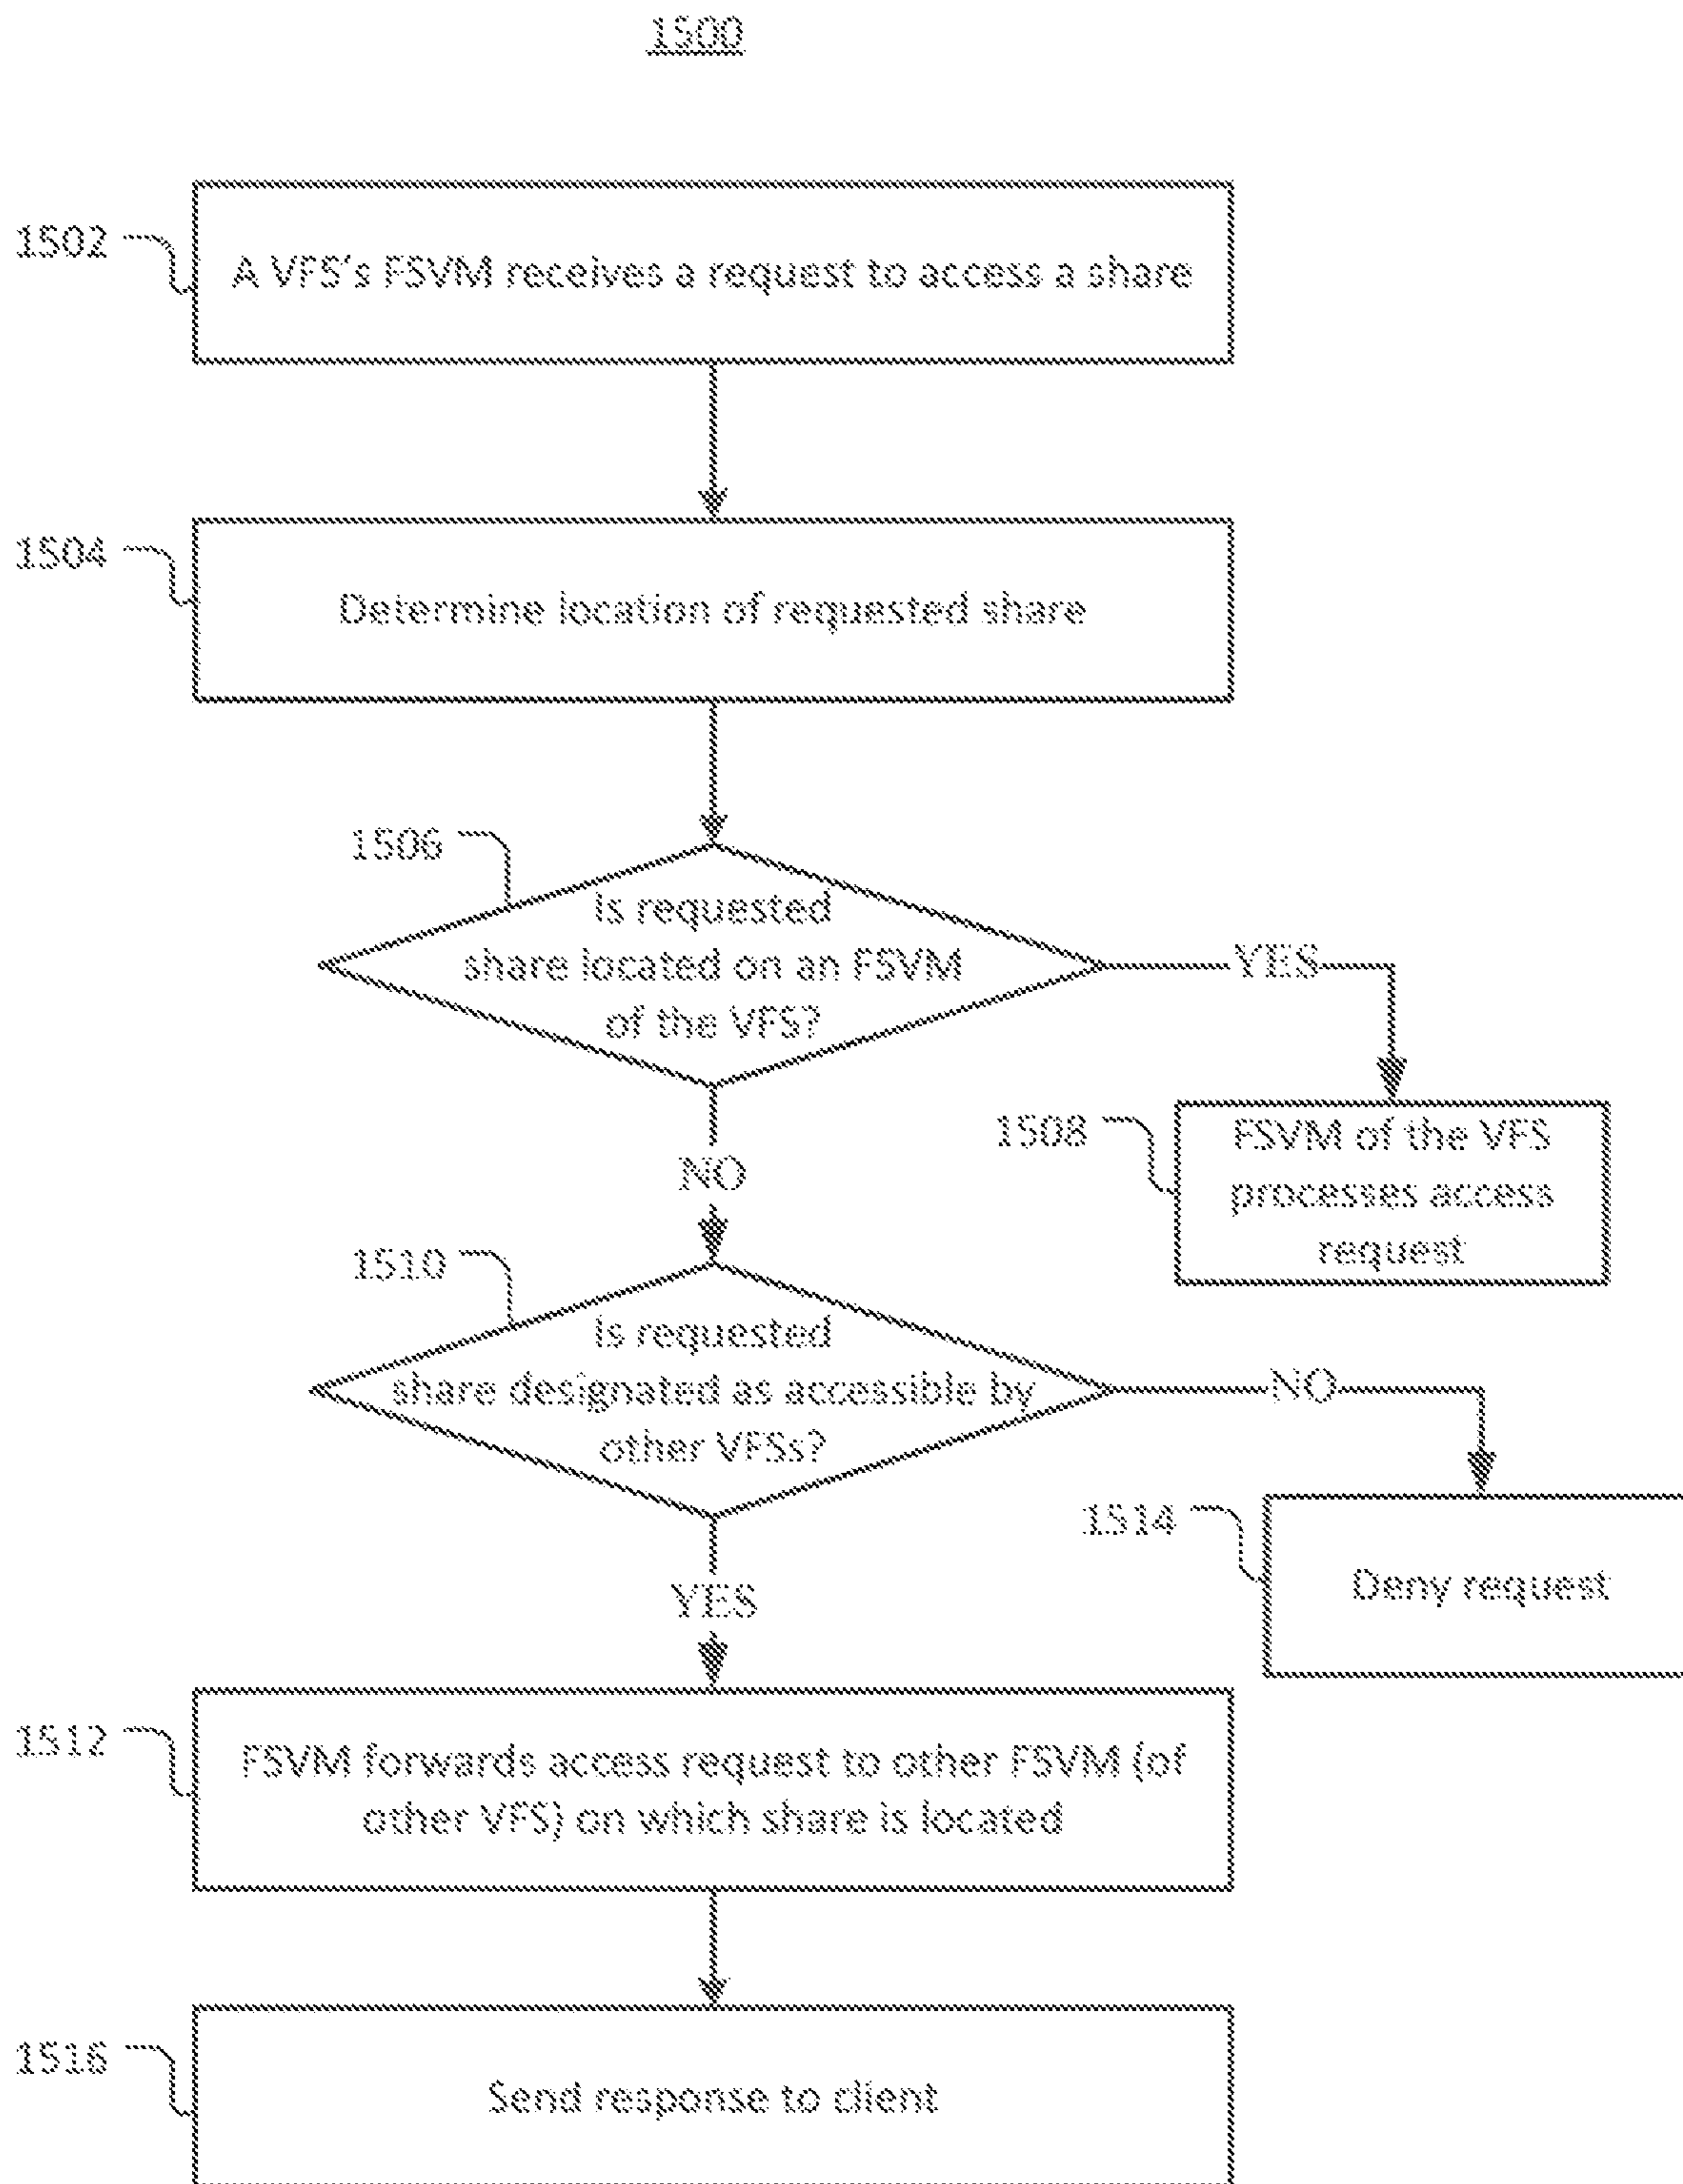 1500
1502
A VFS's FSVM receives a request to access a share
1504
Determine location of requested share
1506
Is requested
share located on an FSVM
of the VFS?
YES
NO
1508
FSVM of the VFS
processes access
request
1510
Is requested
share designated as accessible by
other VFSs?
NO
YES
1514
Deny request
1512
FSVM forwards access request to other FSVM (of
other VFS) on which share is located
1516
Send response to client